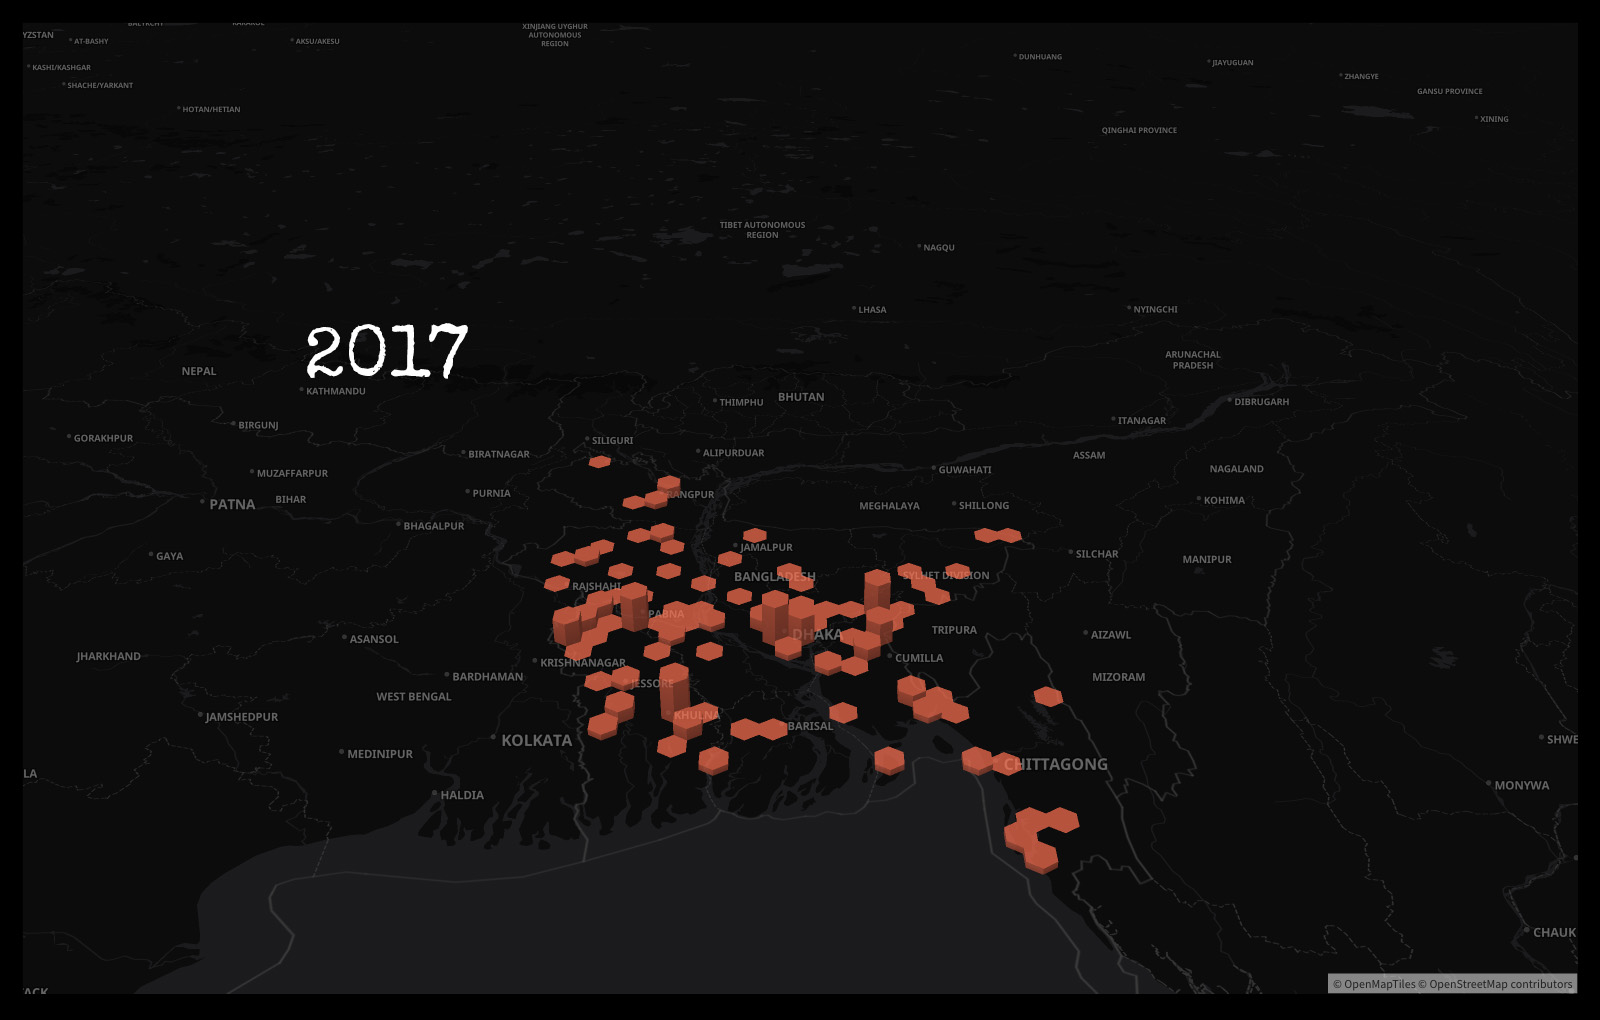 BALYKCHY
KARAKOL
XINJIANG UYGHUR
AUTONOMOUS
REGION
YZSTAN
AT-BASHY
AKSU/AKESU
DUNHUANG
JIAYUGUAN
KASHI/KASHGAR
ZHANGYE
SHACHE/YARKANT
GANSU PROVINCE
HOTAN/HETIAN
XINING
QINGHAI PROVINCE
TIBET AUTONOMOUS
REGION
NAGQU
LHASA
NYINGCHI
2017
ARUNACHAL
PRADESH
NEPAL
KATHMANDU
THIMPHU
BHUTAN
DIBRUGARH
BIRGUNJ
ITANAGAR
GORAKHPUR
SILIGURI
BIRATNAGAR
ALIPURDUAR
ASSAM
MUZAFFARPUR
GUWAHATI
NAGALAND
PURNIA
RANGPUR
PATNA
BIHAR
MEGHALAYA
SHILLONG
KOHIMA
BHAGALPUR
GAYA
JAMALPUR
SILCHAR
MANIPUR
BANGLADESH
SYLHET DIVISION
RAJSHAHI
PABNA
ASANSOL
DHAKA
TRIPURA
AIZAWL
JHARKHAND
KRISHNANAGAR
CUMILLA
BARDHAMAN
JESSORE
MIZORAM
WEST BENGAL
JAMSHEDPUR
KHULNA
BARISAL
KOLKATA
SHWE
MEDINIPUR
CHITTAGONG
LA
MONYWA
HALDIA
CHAUK
TACK
© OpenMapTiles © OpenStreetMap contributors